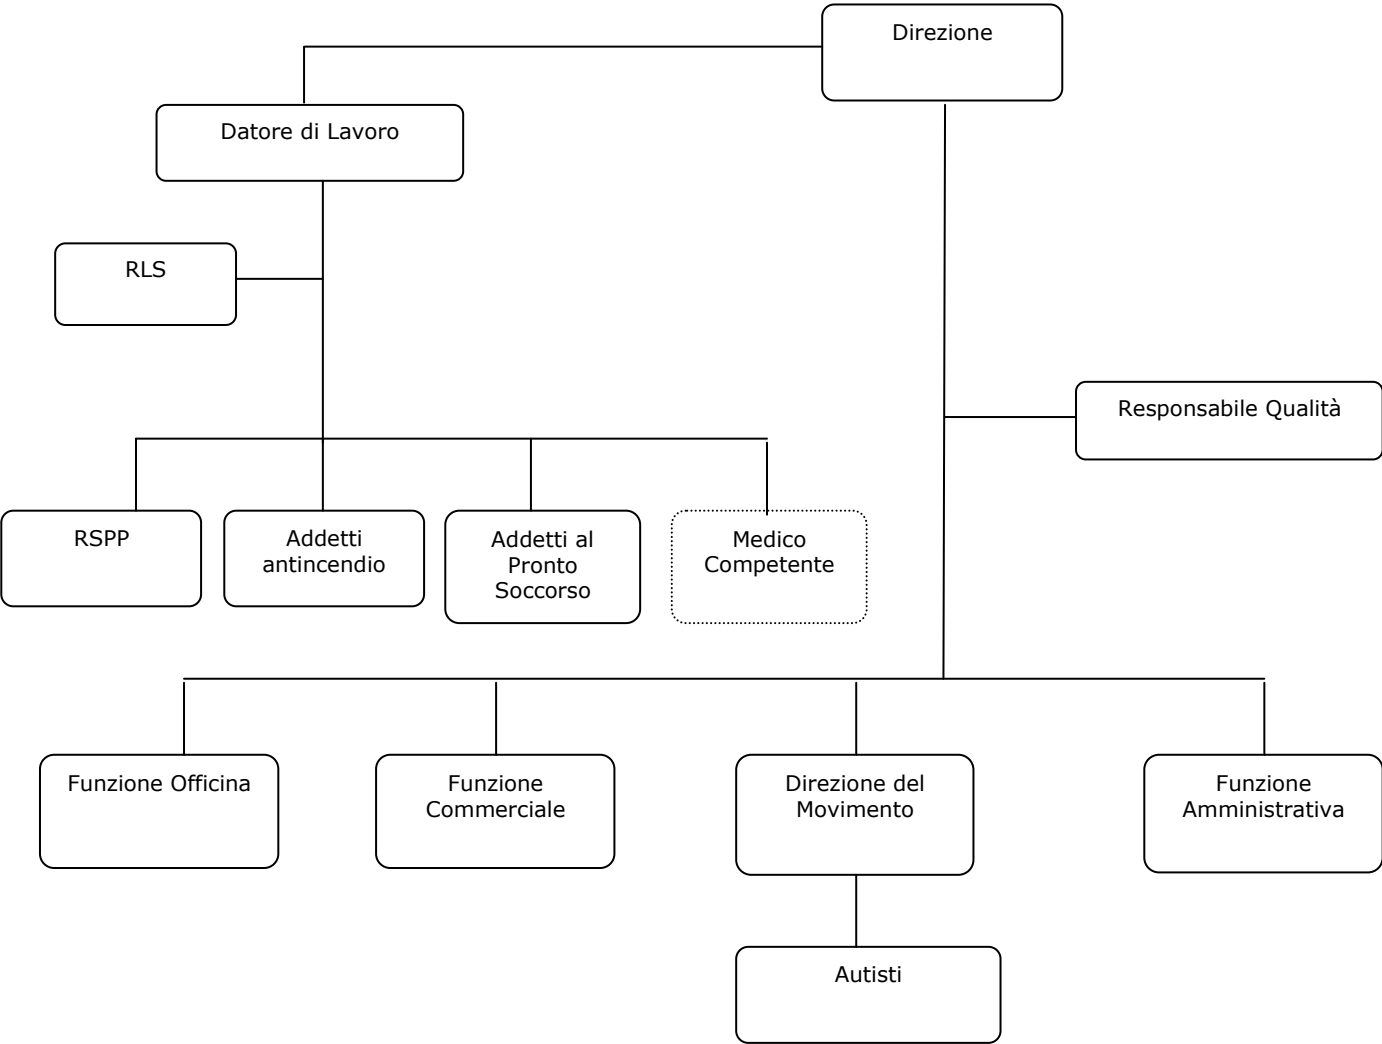 Direzione
Datore di Lavoro
RLS
Responsabile Qualità
RSPP
Addetti
antincendio
Addetti al
Pronto
Soccorso
Medico
Competente
Funzione Officina
Funzione
Commerciale
Direzione del
Movimento
Funzione
Amministrativa
Autisti